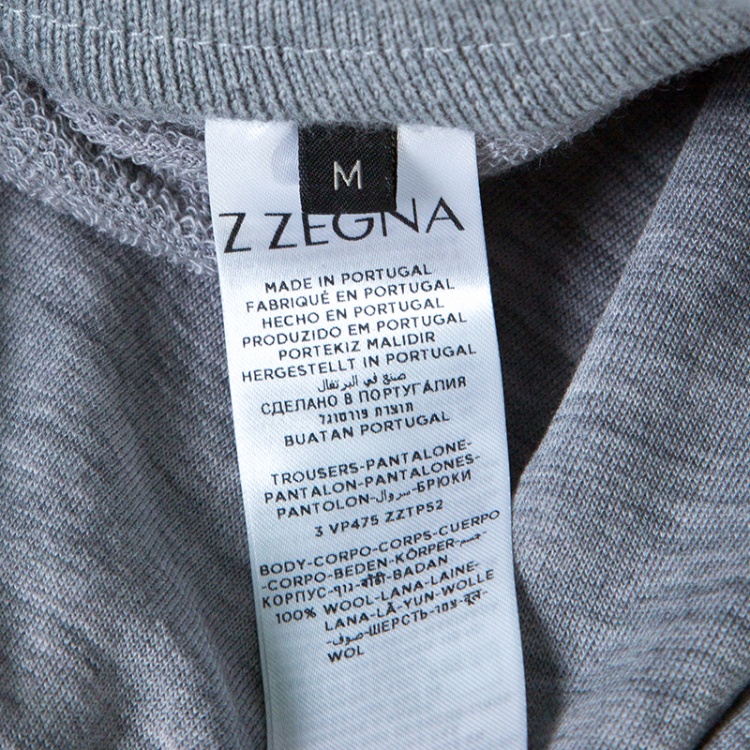 M
Z ZEGNA
MADE IN PORTUGAL
FABRIQUÉ EN PORTUGAL
HECHO EN PORTUGAL
PRODUZIDO EM PORTUGAL
PORTEKIZ MALIDIR
HERGESTELLT IN PORTUGAL
صنع في البرتغال
СДЕЛАНО В ПОРТУГАЛИЯ
תוצרת פורטוגל
BUATAN PORTUGAL
TROUSERS-PANTALONE-
PANTALON-PANTALONES-
PANTOLON-سروال-БРЮКИ
3 VP475 ZZTP52
BODY-CORPO-CORPS-CUERPO
-CORPO-BEDEN-KÖRPER-جسم-
КОРПУС-גוף-बॉडी-BADAN
100% WOOL-LANA-LAINE-
LANA-LÃ-YUN-WOLLE
-صوف-ШЕРСТЬ-צמר-ऊन-
WOL